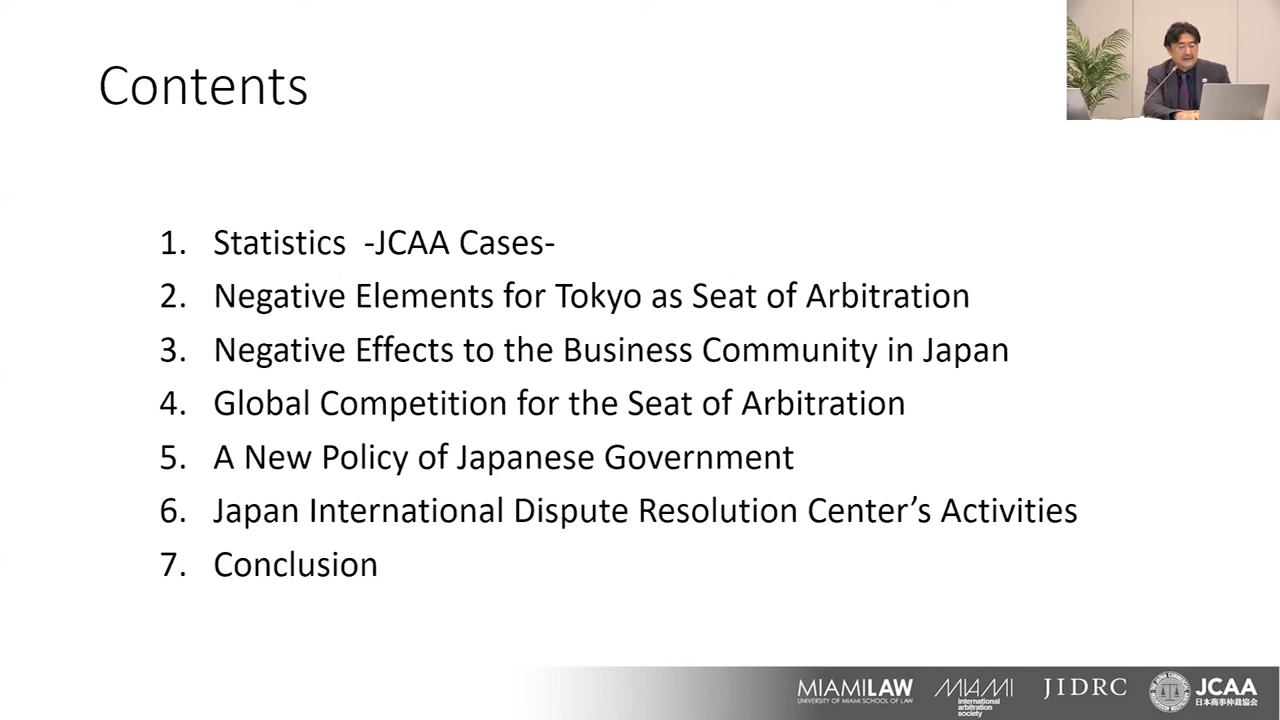 Contents
1. Statistics -JCAA Cases-
2. Negative Elements for Tokyo as Seat of Arbitration
3. Negative Effects to the Business Community in Japan
4. Global Competition for the Seat of Arbitration
5. A New Policy of Japanese Government
6. Japan International Dispute Resolution Center’s Activities
7. Conclusion
MIAMILAW
UNIVERSITY OF MIAMI SCHOOL OF LAW
MIAMI
international
arbitration
society
JIDRC
JCAA
日本商事仲裁協会